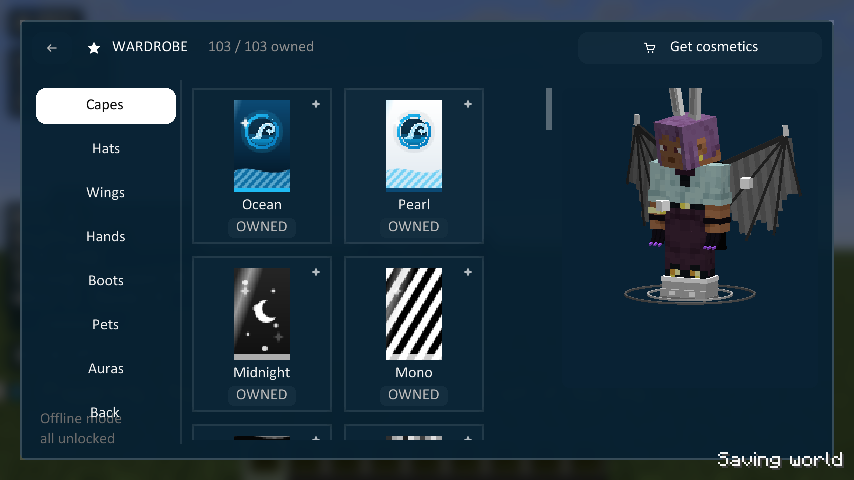 WARDROBE 103 / 103 owned
Get cosmetics
Capes
Hats
Wings
Hands
Boots
Pets
Auras
Back
Offline mode
all unlocked
Ocean
OWNED
Pearl
OWNED
Midnight
OWNED
Mono
OWNED
Saving world